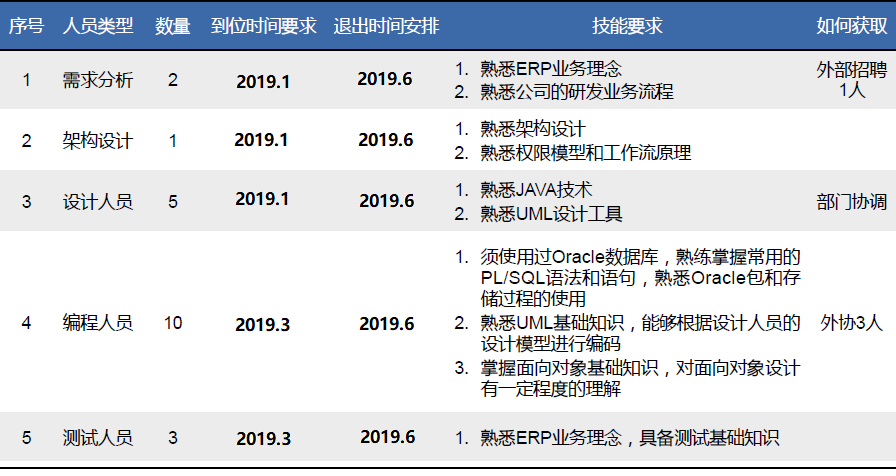 序号 人员类型 数量 到位时间要求 退出时间安排 技能要求 如何获取
1 需求分析 2 2019.1 2019.6 1. 熟悉ERP业务理念
2. 熟悉公司的研发业务流程
外部招聘
1人
2 架构设计 1 2019.1 2019.6 1. 熟悉架构设计
2. 熟悉权限模型和工作流原理
3 设计人员 5 2019.1 2019.6 1. 熟悉JAVA技术
2. 熟悉UML设计工具
部门协调
4 编程人员 10 2019.3 2019.6 1. 须使用过Oracle数据库，熟练掌握常用的
PL/SQL语法和语句，熟悉Oracle包和存
储过程的使用
2. 熟悉UML基础知识，能够根据设计人员的
设计模型进行编码
3. 掌握面向对象基础知识，对面向对象设计
有一定程度的理解
外协3人
5 测试人员 3 2019.3 2019.6 1. 熟悉ERP业务理念，具备测试基础知识